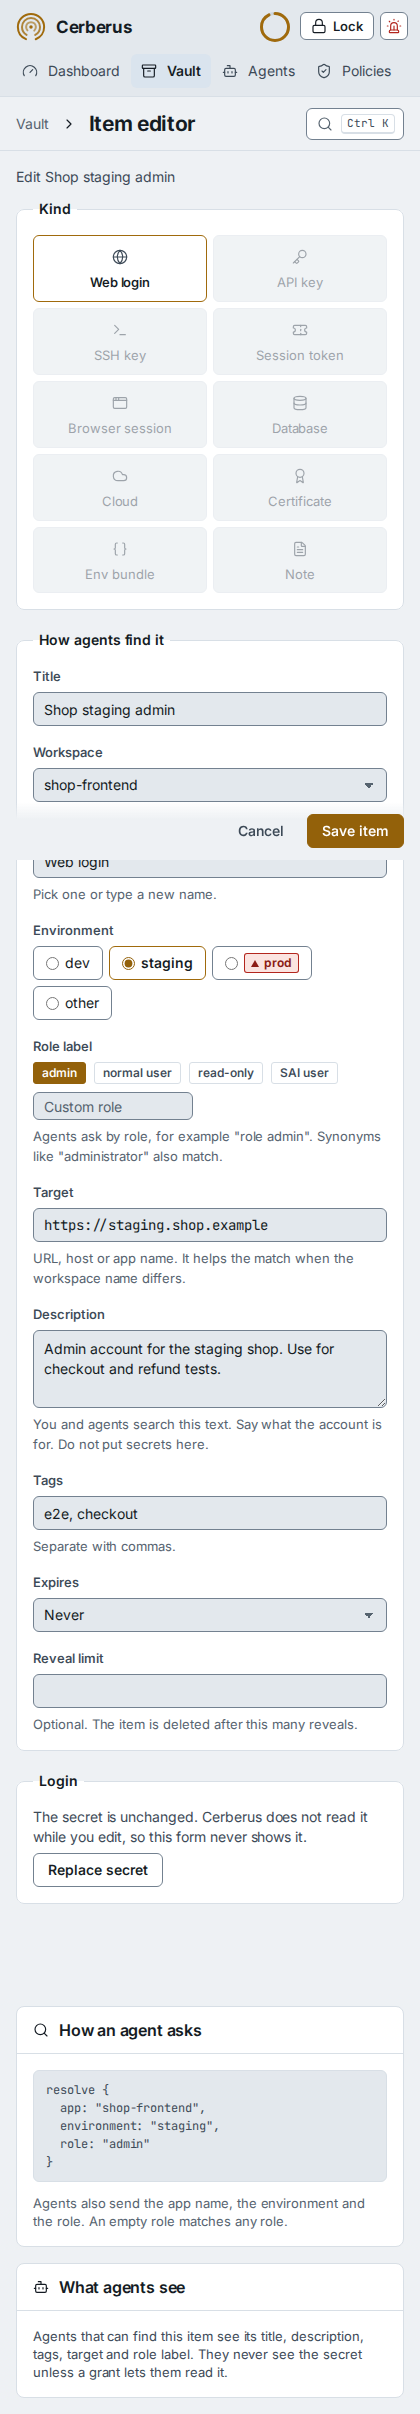 Cerberus
Lock
Dashboard
Vault
Agents
Policies
Vault
Item editor
Ctrl K
Edit Shop staging admin
Kind
Web login
API key
SSH key
Session token
Browser session
Database
Cloud
Certificate
Env bundle
Note
How agents find it
Title
Shop staging admin
Workspace
shop-frontend
Cancel
Save item
Web login
Pick one or type a new name.
Environment
dev
staging
prod
other
Role label
admin
normal user
read-only
SAI user
Custom role
Agents ask by role, for example "role admin". Synonyms
like "administrator" also match.
Target
https://staging.shop.example
URL, host or app name. It helps the match when the
workspace name differs.
Description
Admin account for the staging shop. Use for
checkout and refund tests.
You and agents search this text. Say what the account is
for. Do not put secrets here.
Tags
e2e, checkout
Separate with commas.
Expires
Never
Reveal limit
Optional. The item is deleted after this many reveals.
Login
The secret is unchanged. Cerberus does not read it
while you edit, so this form never shows it.
Replace secret
How an agent asks
resolve {
  app: "shop-frontend",
  environment: "staging",
  role: "admin"
}
Agents also send the app name, the environment and
the role. An empty role matches any role.
What agents see
Agents that can find this item see its title, description,
tags, target and role label. They never see the secret
unless a grant lets them read it.